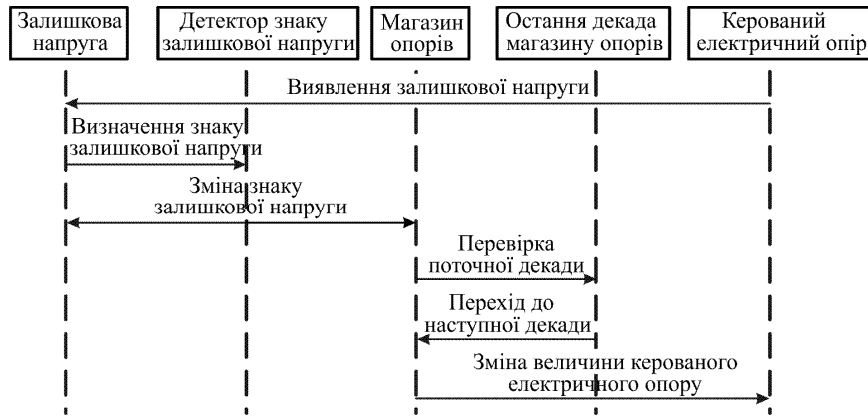 Залишкова
напруга
Детектор знаку
залишкової напруги
Магазин
опорів
Остання декада
магазину опорів
Керований
електричний опір
Виявлення залишкової напруги
Визначення знаку
залишкової напруги
Зміна знаку
залишкової напруги
Перевірка
поточної декади
Перехід до
наступної декади
Зміна величини керованого
електричного опору